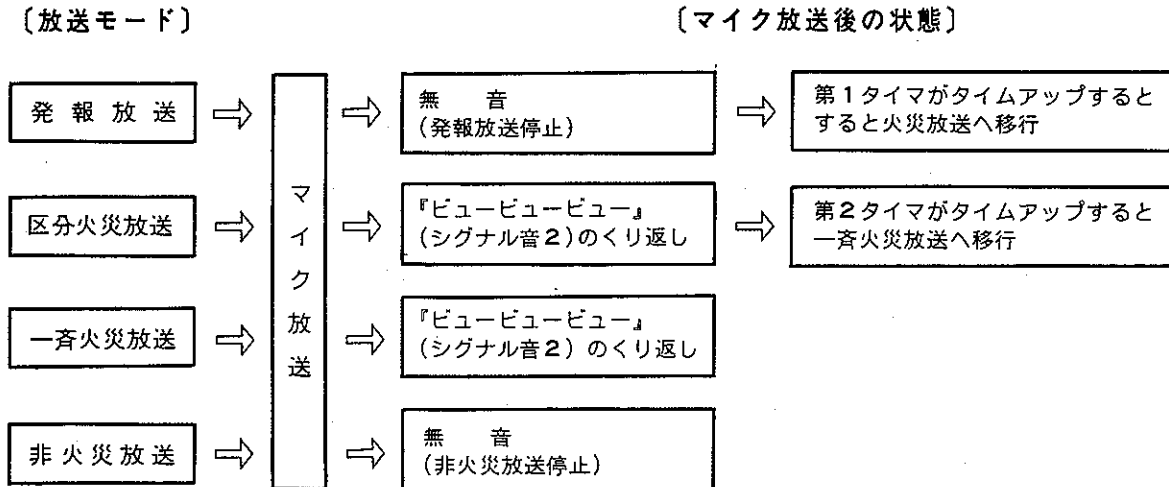 〔放送モード〕
〔マイク放送後の状態〕
発報放送
マイク放送
無音
(発報放送停止)
第1タイマがタイムアップすると
すると火災放送へ移行
区分火災放送
『ビュービュービュー』
(シグナル音2)のくり返し
第2タイマがタイムアップすると
一斉火災放送へ移行
一斉火災放送
『ビュービュービュー』
(シグナル音2)のくり返し
非火災放送
無音
(非火災放送停止)